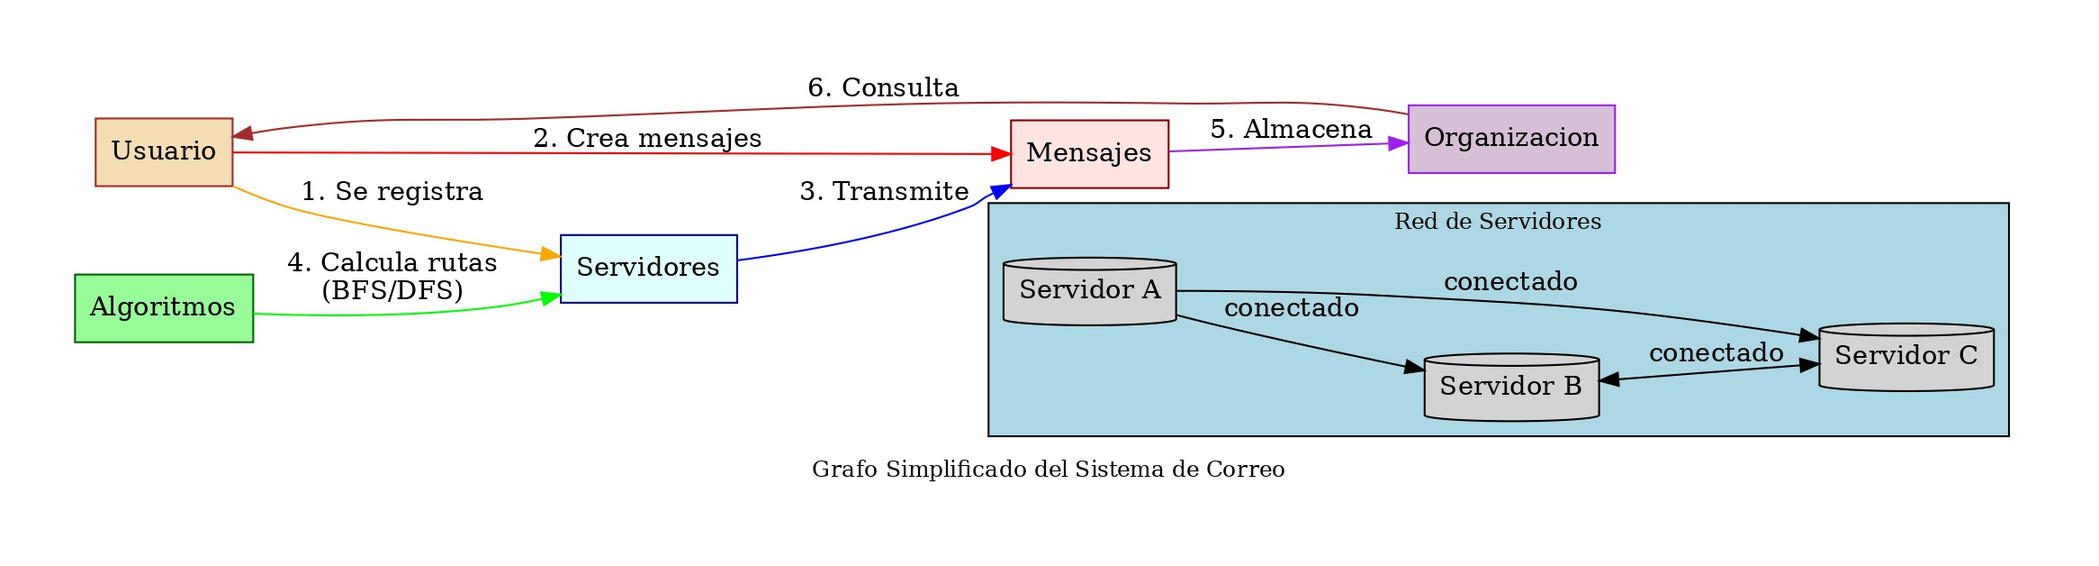 6. Consulta
Usuario
2. Crea mensajes
Mensajes
5. Almacena
Organizacion
1. Se registra
3. Transmite
Algoritmos
4. Calcula rutas
(BFS/DFS)
Servidores
Red de Servidores
Servidor A
conectado
conectado
Servidor B
conectado
Servidor C
Grafo Simplificado del Sistema de Correo